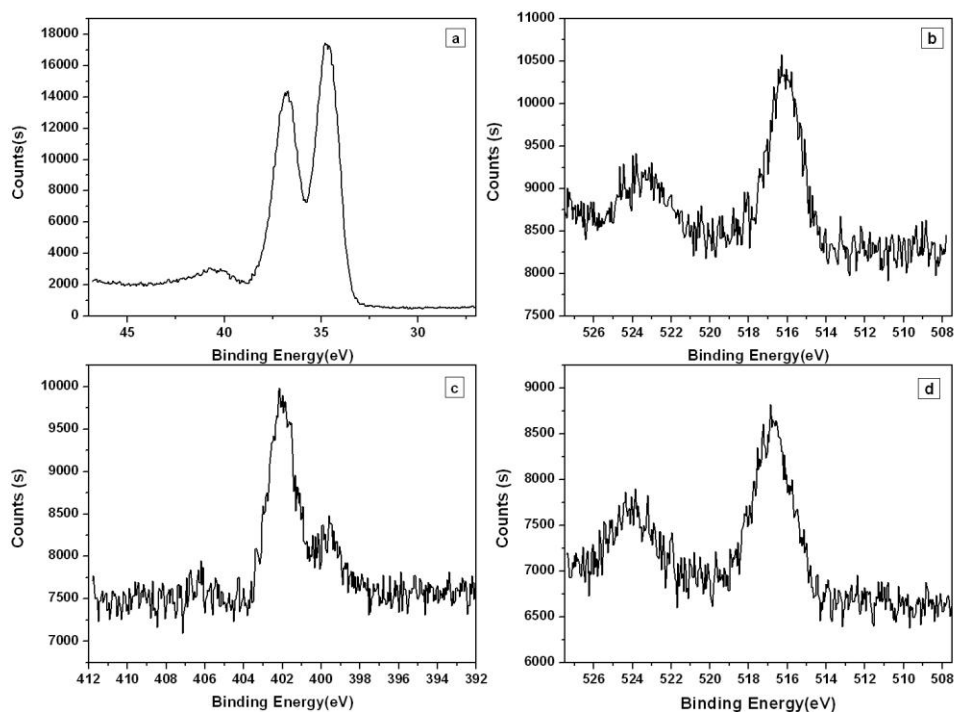 a
18000
16000
14000
12000
10000
8000
6000
4000
2000
0
Counts(s)
45 40 35 30
Binding Energy(eV)
b
11000
10500
10000
9500
9000
8500
8000
7500
Counts (s)
526 524 522 520 518 516 514 512 510 508
Binding Energy(eV)
c
10000
9500
9000
8500
8000
7500
7000
Counts (s)
412 410 408 406 404 402 400 398 396 394 392
Binding Energy(eV)
d
9000
8500
8000
7500
7000
6500
6000
Counts (s)
526 524 522 520 518 516 514 512 510 508
Binding Energy(eV)